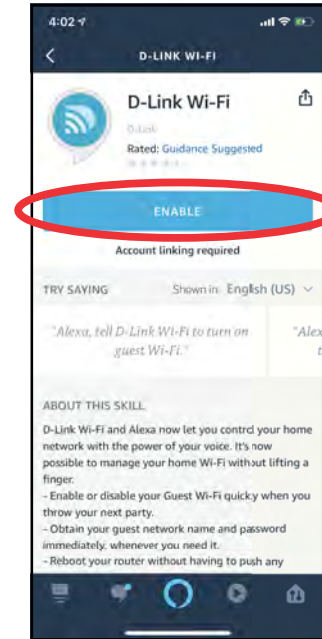 4:02
D-LINK WI-FI
D-Link Wi-Fi
D-Link
Rated: Guidance Suggested
ENABLE
Account linking required
TRY SAYING Shown in: English (US)
"Alexa, tell D-Link Wi-Fi to turn on "Alex
guest Wi-Fi." t
ABOUT THIS SKILL
D-Link Wi-Fi and Alexa now let you control your home
network with the power of your voice. It's now
possible to manage your home Wi-Fi without lifting a
finger.
- Enable or disable your Guest Wi-Fi quickly when you
throw your next party.
- Obtain your guest network name and password
immediately, whenever you need it.
- Reboot your router without having to push any